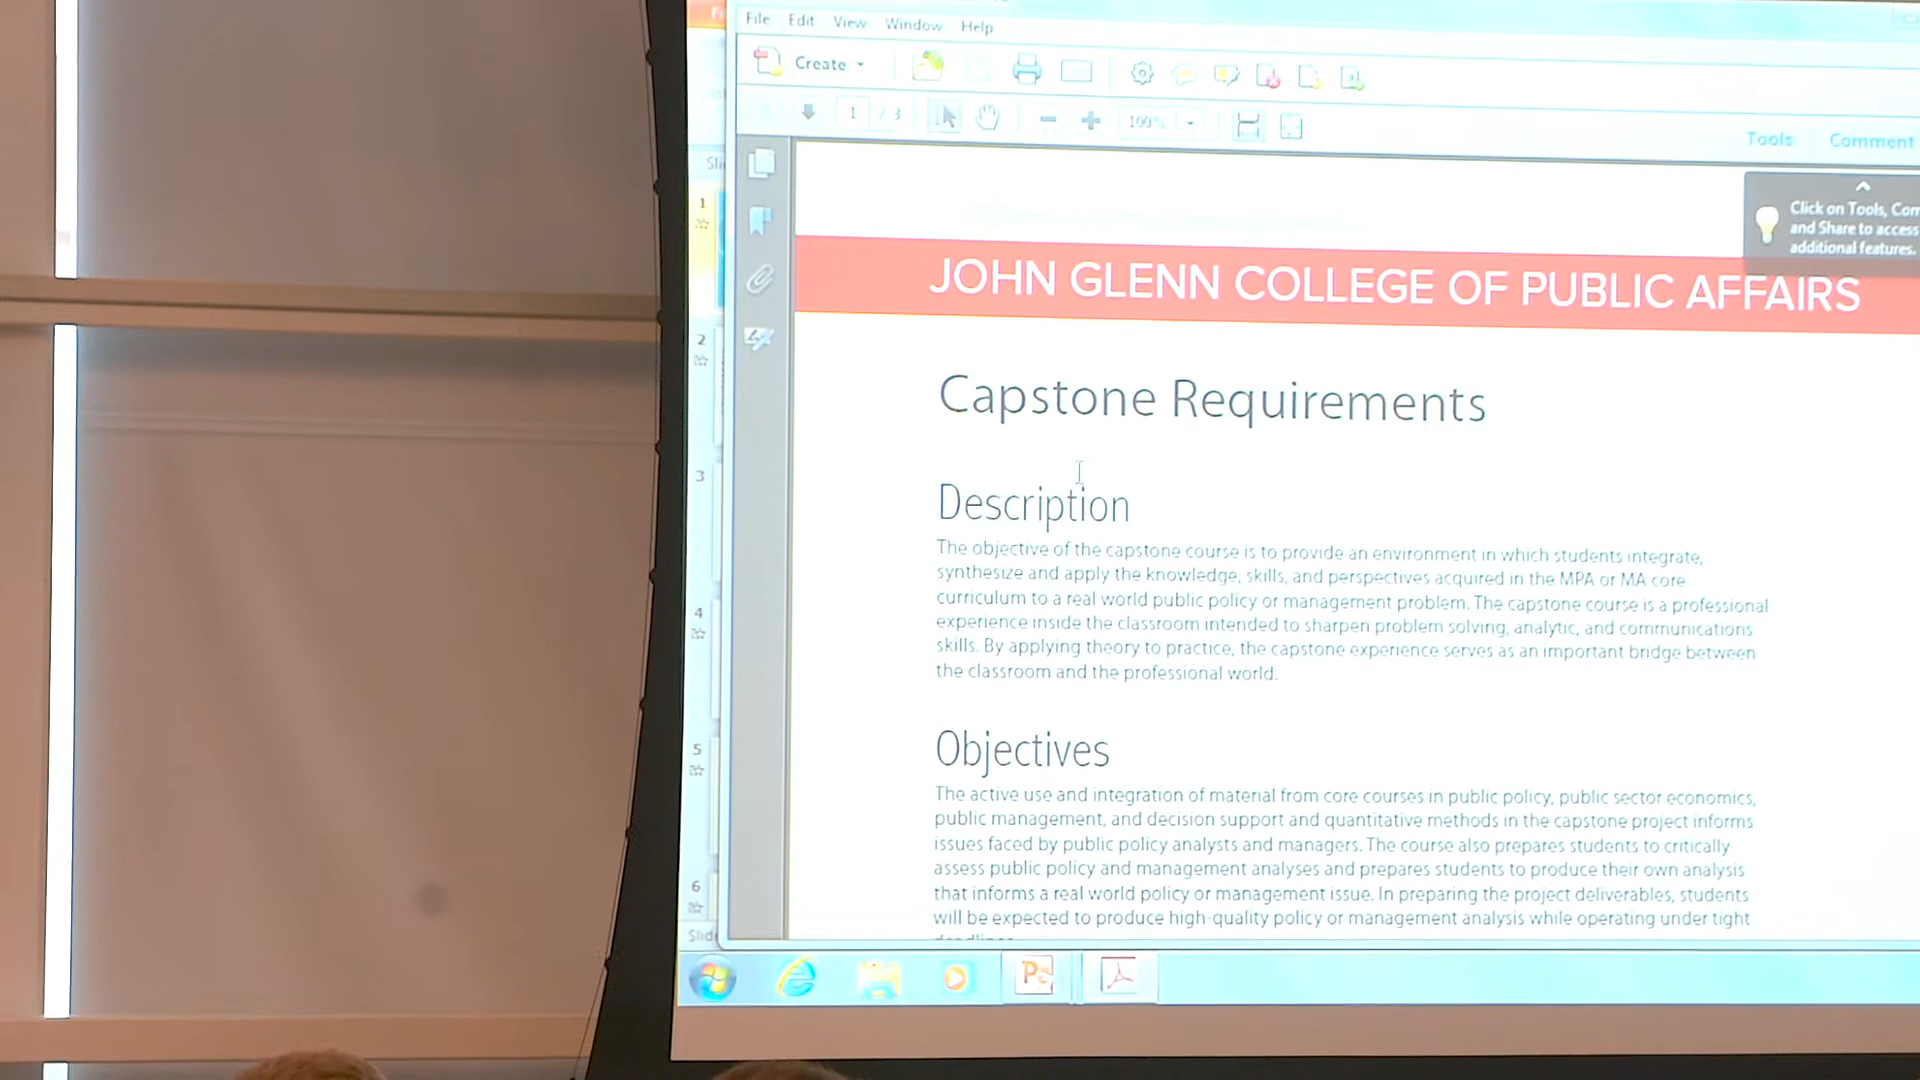 File Edit View Window Help
Create
1 / 3 100%
Tools Comment
Click on Tools, Com
and Share to access
additional features.
JOHN GLENN COLLEGE OF PUBLIC AFFAIRS
Capstone Requirements
Description
The objective of the capstone course is to provide an environment in which students integrate,
synthesize and apply the knowledge, skills, and perspectives acquired in the MPA or MA core
curriculum to a real world public policy or management problem. The capstone course is a professional
experience inside the classroom intended to sharpen problem solving, analytic, and communications
skills. By applying theory to practice, the capstone experience serves as an important bridge between
the classroom and the professional world.
Objectives
The active use and integration of material from core courses in public policy, public sector economics,
public management, and decision support and quantitative methods in the capstone project informs
issues faced by public policy analysts and managers. The course also prepares students to critically
assess public policy and management analyses and prepares students to produce their own analysis
that informs a real world policy or management issue. In preparing the project deliverables, students
will be expected to produce high-quality policy or management analysis while operating under tight
1
2
3
4
5
6
Slid